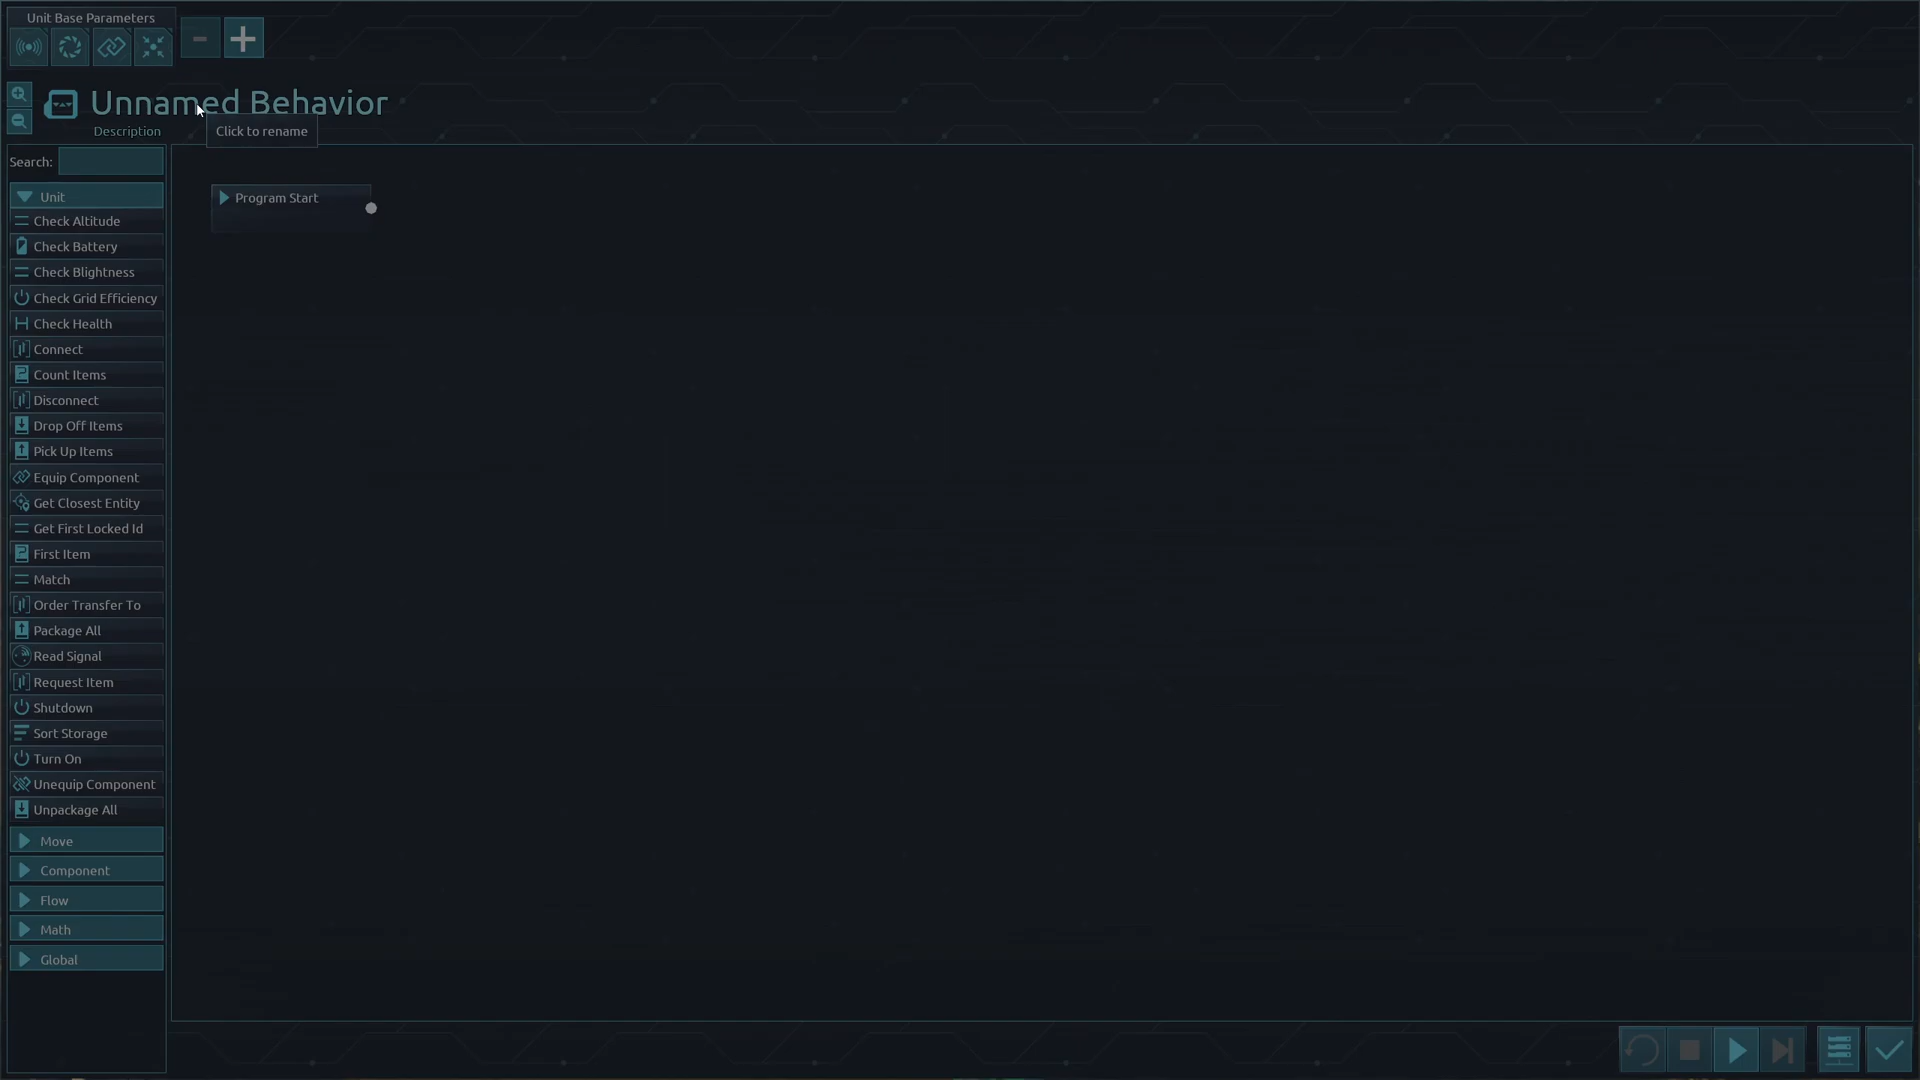 Unit Base Parameters
Unnamed Behavior
Description
Click to rename
Search:
Unit
Program Start
Check Altitude
Check Battery
Check Blightness
Check Grid Efficiency
Check Health
Connect
Count Items
Disconnect
Drop Off Items
Pick Up Items
Equip Component
Get Closest Entity
Get First Locked Id
First Item
Match
Order Transfer To
Package All
Read Signal
Request Item
Shutdown
Sort Storage
Turn On
Unequip Component
Unpackage All
Move
Component
Flow
Math
Global